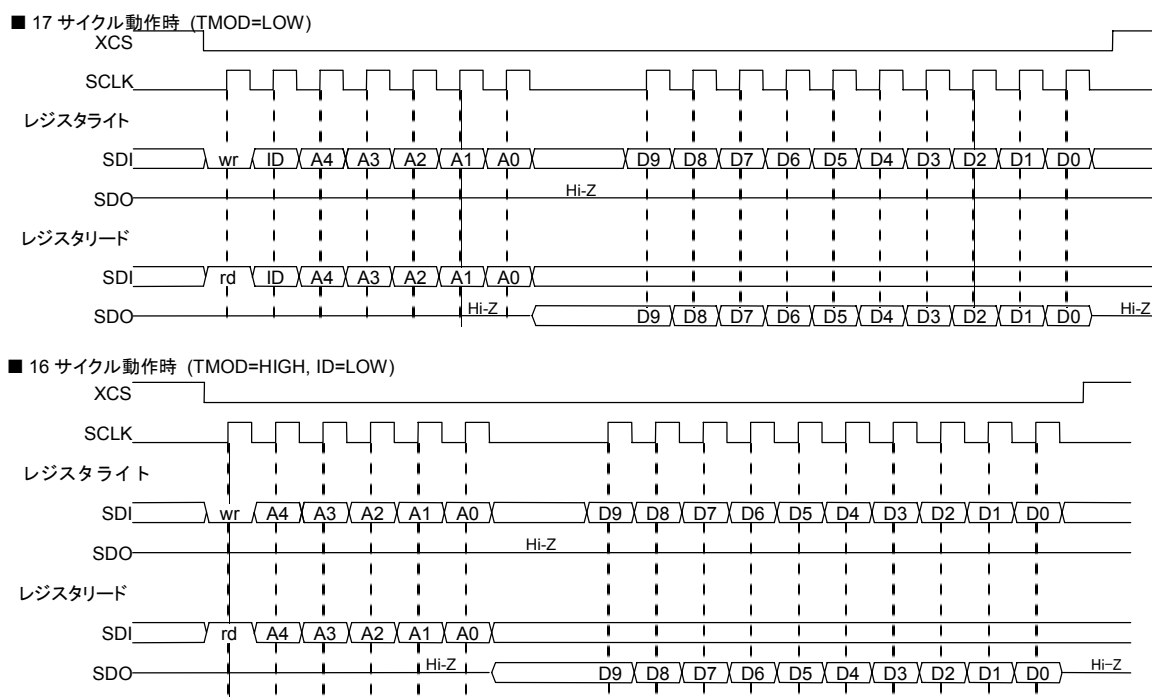 ■ 17 サイクル動作時 (TMOD=LOW)
XCS
SCLK
レジスタライト
SDI wr ID A4 A3 A2 A1 A0 D9 D8 D7 D6 D5 D4 D3 D2 D1 D0
SDO Hi-Z
レジスタリード
SDI rd ID A4 A3 A2 A1 A0
SDO Hi-Z D9 D8 D7 D6 D5 D4 D3 D2 D1 D0 Hi-Z
■ 16 サイクル動作時 (TMOD=HIGH, ID=LOW)
XCS
SCLK
レジスタライト
SDI wr A4 A3 A2 A1 A0 D9 D8 D7 D6 D5 D4 D3 D2 D1 D0
SDO Hi-Z
レジスタリード
SDI rd A4 A3 A2 A1 A0
SDO Hi-Z D9 D8 D7 D6 D5 D4 D3 D2 D1 D0 Hi-Z